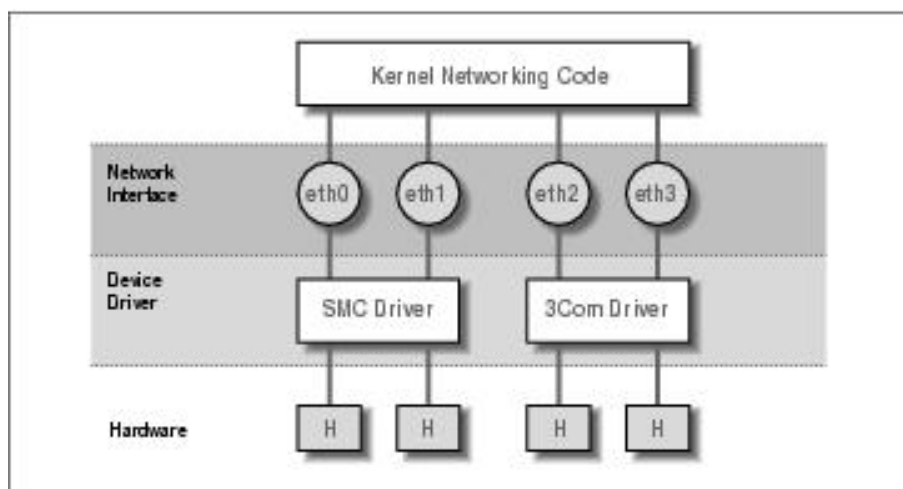 Kernel Networking Code
Network
Interface
eth0 eth1 eth2 eth3
Device
Driver
SMC Driver 3Com Driver
Hardware
H H H H